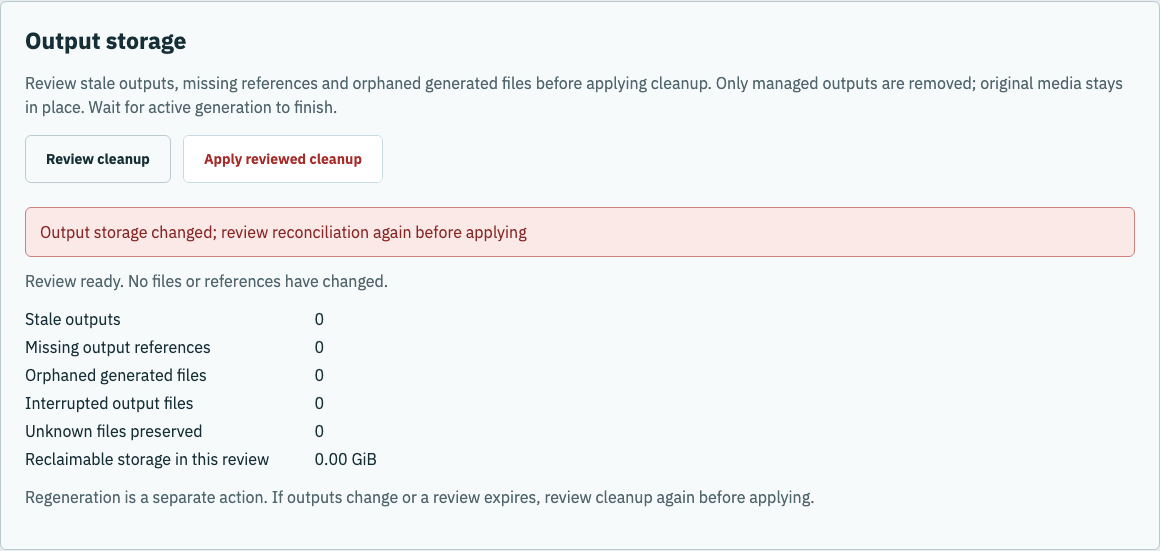 Output storage
Review stale outputs, missing references and orphaned generated files before applying cleanup. Only managed outputs are removed; original media stays
in place. Wait for active generation to finish.
Review cleanup
Apply reviewed cleanup
Output storage changed; review reconciliation again before applying
Review ready. No files or references have changed.
Stale outputs 0
Missing output references 0
Orphaned generated files 0
Interrupted output files 0
Unknown files preserved 0
Reclaimable storage in this review 0.00 GiB
Regeneration is a separate action. If outputs change or a review expires, review cleanup again before applying.